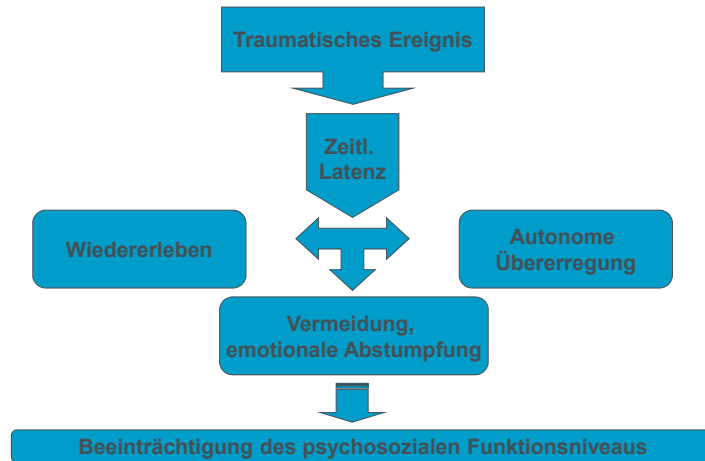 Traumatisches Ereignis
Zeitl.
Latenz
Wiedererleben
Autonome
Übererregung
Vermeidung,
emotionale Abstumpfung
Beeinträchtigung des psychosozialen Funktionsniveaus